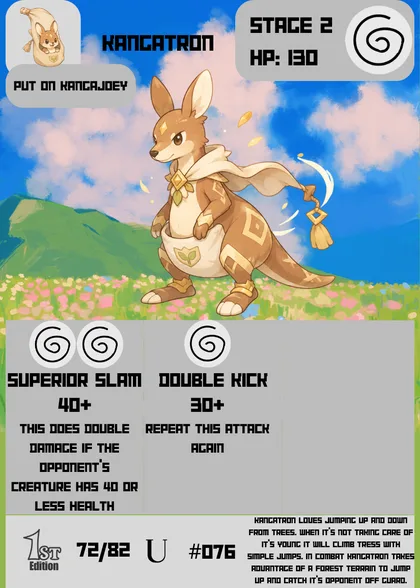 KANGATRON
STAGE 2
HP: 130
PUT ON KANGAJOEY
SUPERIOR SLAM
40+
THIS DOES DOUBLE
DAMAGE IF THE
OPPONENT'S
CREATURE HAS 40 OR
LESS HEALTH
DOUBLE KICK
30+
REPEAT THIS ATTACK
AGAIN
1ST
Edition
72/82
U
#076
KANGATRON LOVES JUMPING UP AND DOWN
FROM TREES. WHEN IT'S NOT TAKING CARE OF
IT'S YOUNG IT WILL CLIMB TRESS WITH
SIMPLE JUMPS. IN COMBAT KANGATRON TAKES
ADVANTAGE OF A FOREST TERRAIN TO JUMP
UP AND CATCH IT'S OPPONENT OFF GUARD.